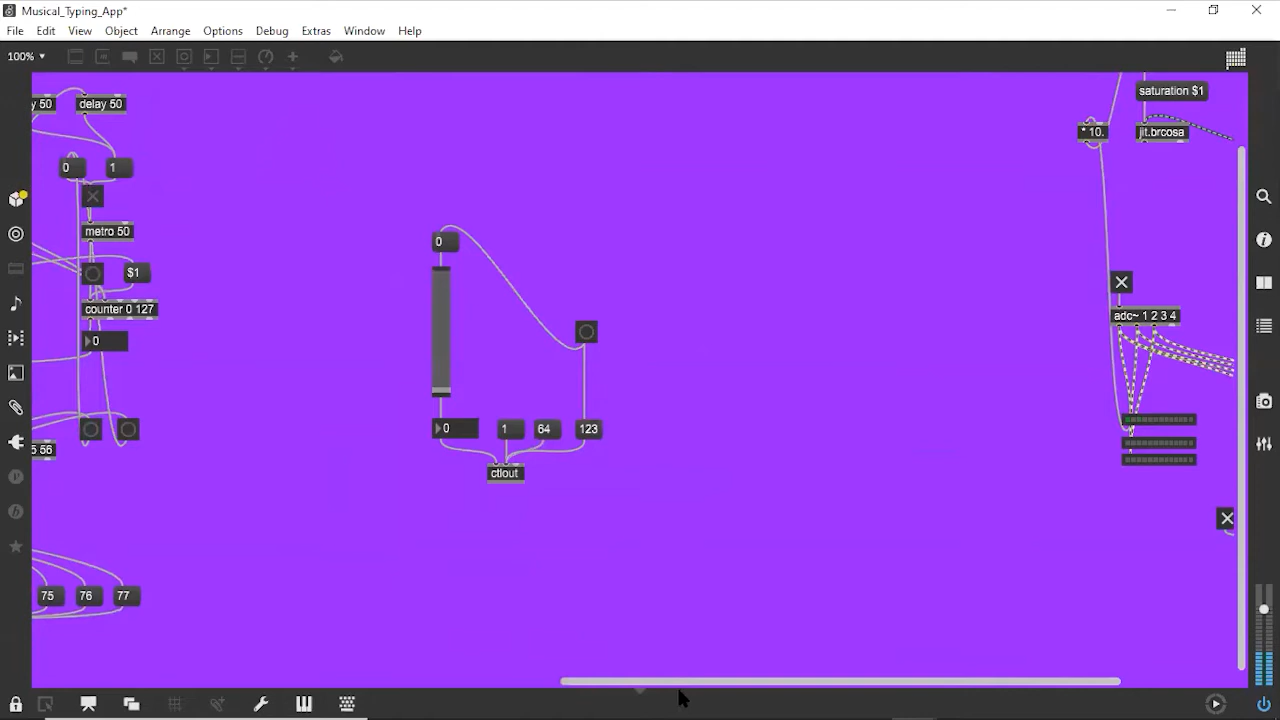 Musical_Typing_App*
File Edit View Object Arrange Options Debug Extras Window Help
100%
y 50
delay 50
saturation $1
* 10.
jit.brcosa
0
1
metro 50
0
$1
adc~ 1 2 3 4
counter 0 127
0
0
1
64
123
5 56
ctlout
75
76
77